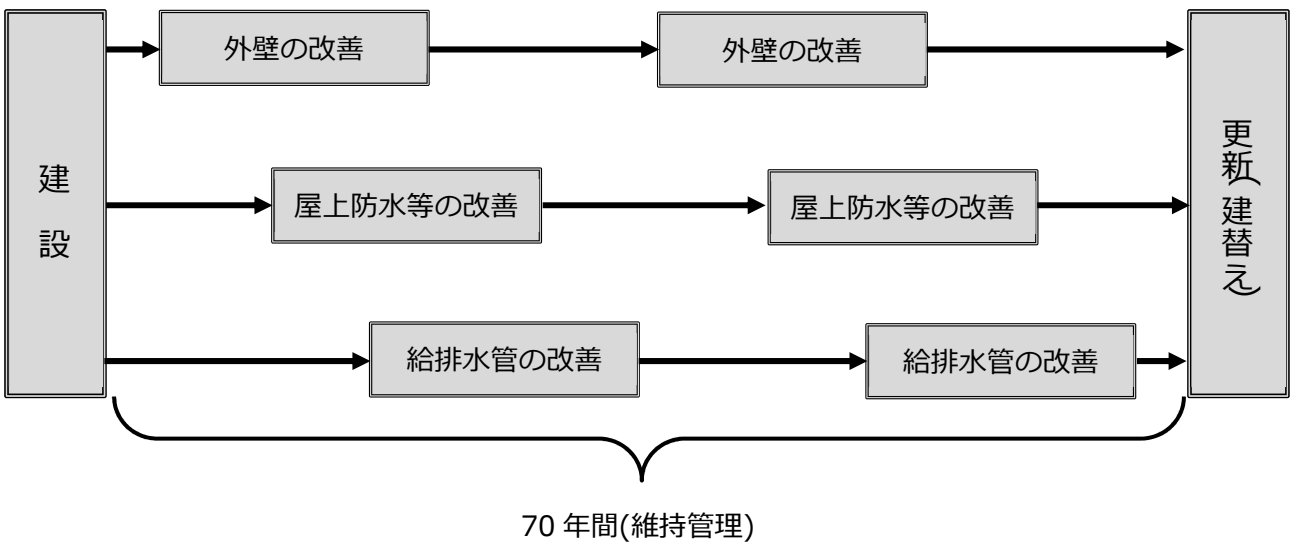 建設
外壁の改善
外壁の改善
屋上防水等の改善
屋上防水等の改善
給排水管の改善
給排水管の改善
更新(建替え)
70 年間(維持管理)